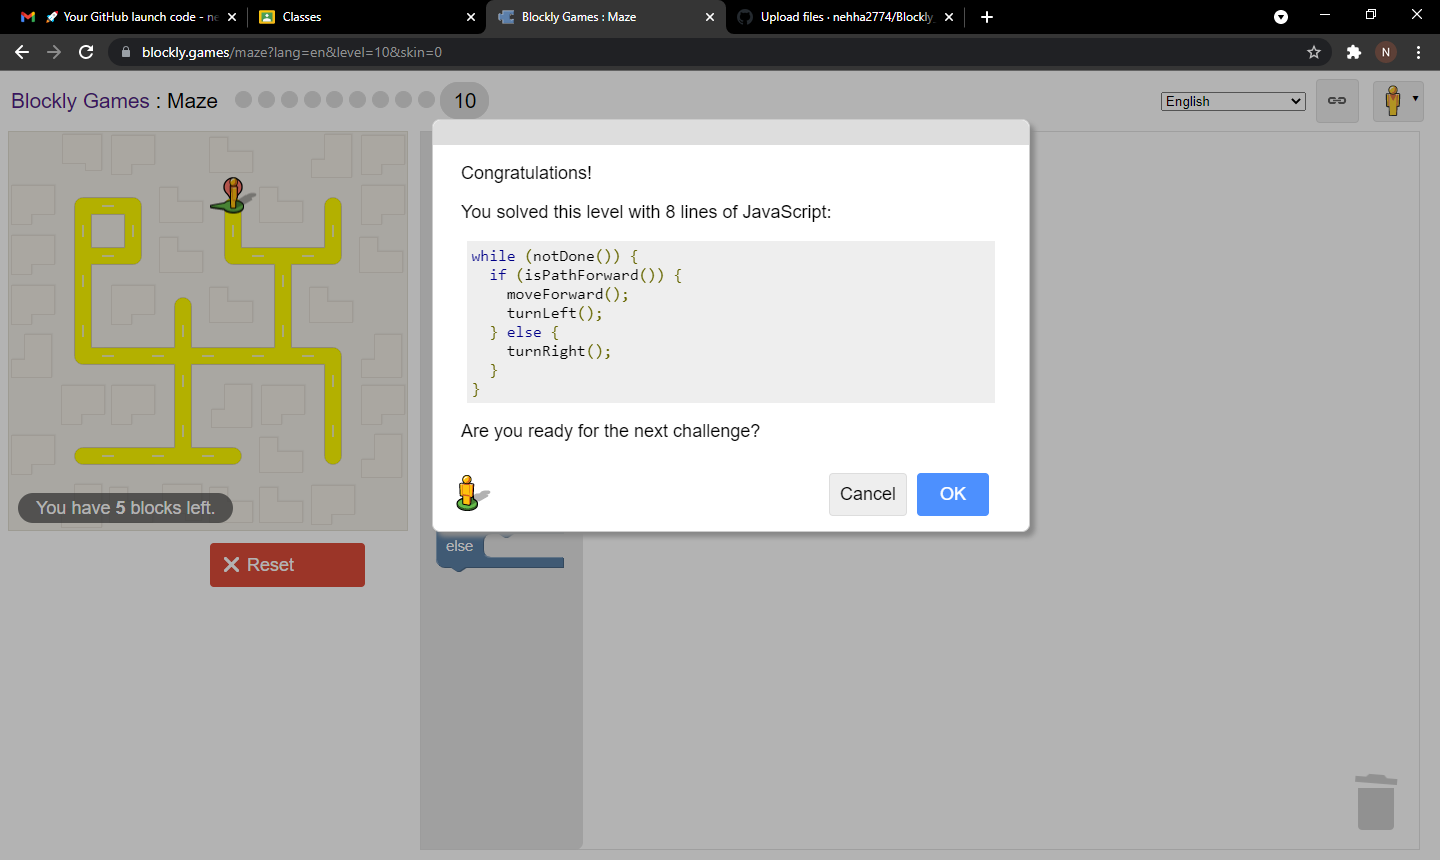 🚀 Your GitHub launch code - ne
Classes
Blockly Games : Maze
Upload files · nehha2774/Blockly_
blockly.games/maze?lang=en&level=10&skin=0
N
Blockly Games : Maze
10
English
Congratulations!
You solved this level with 8 lines of JavaScript:
while (notDone()) {
  if (isPathForward()) {
    moveForward();
    turnLeft();
  } else {
    turnRight();
  }
}
Are you ready for the next challenge?
Cancel
OK
You have 5 blocks left.
else
Reset